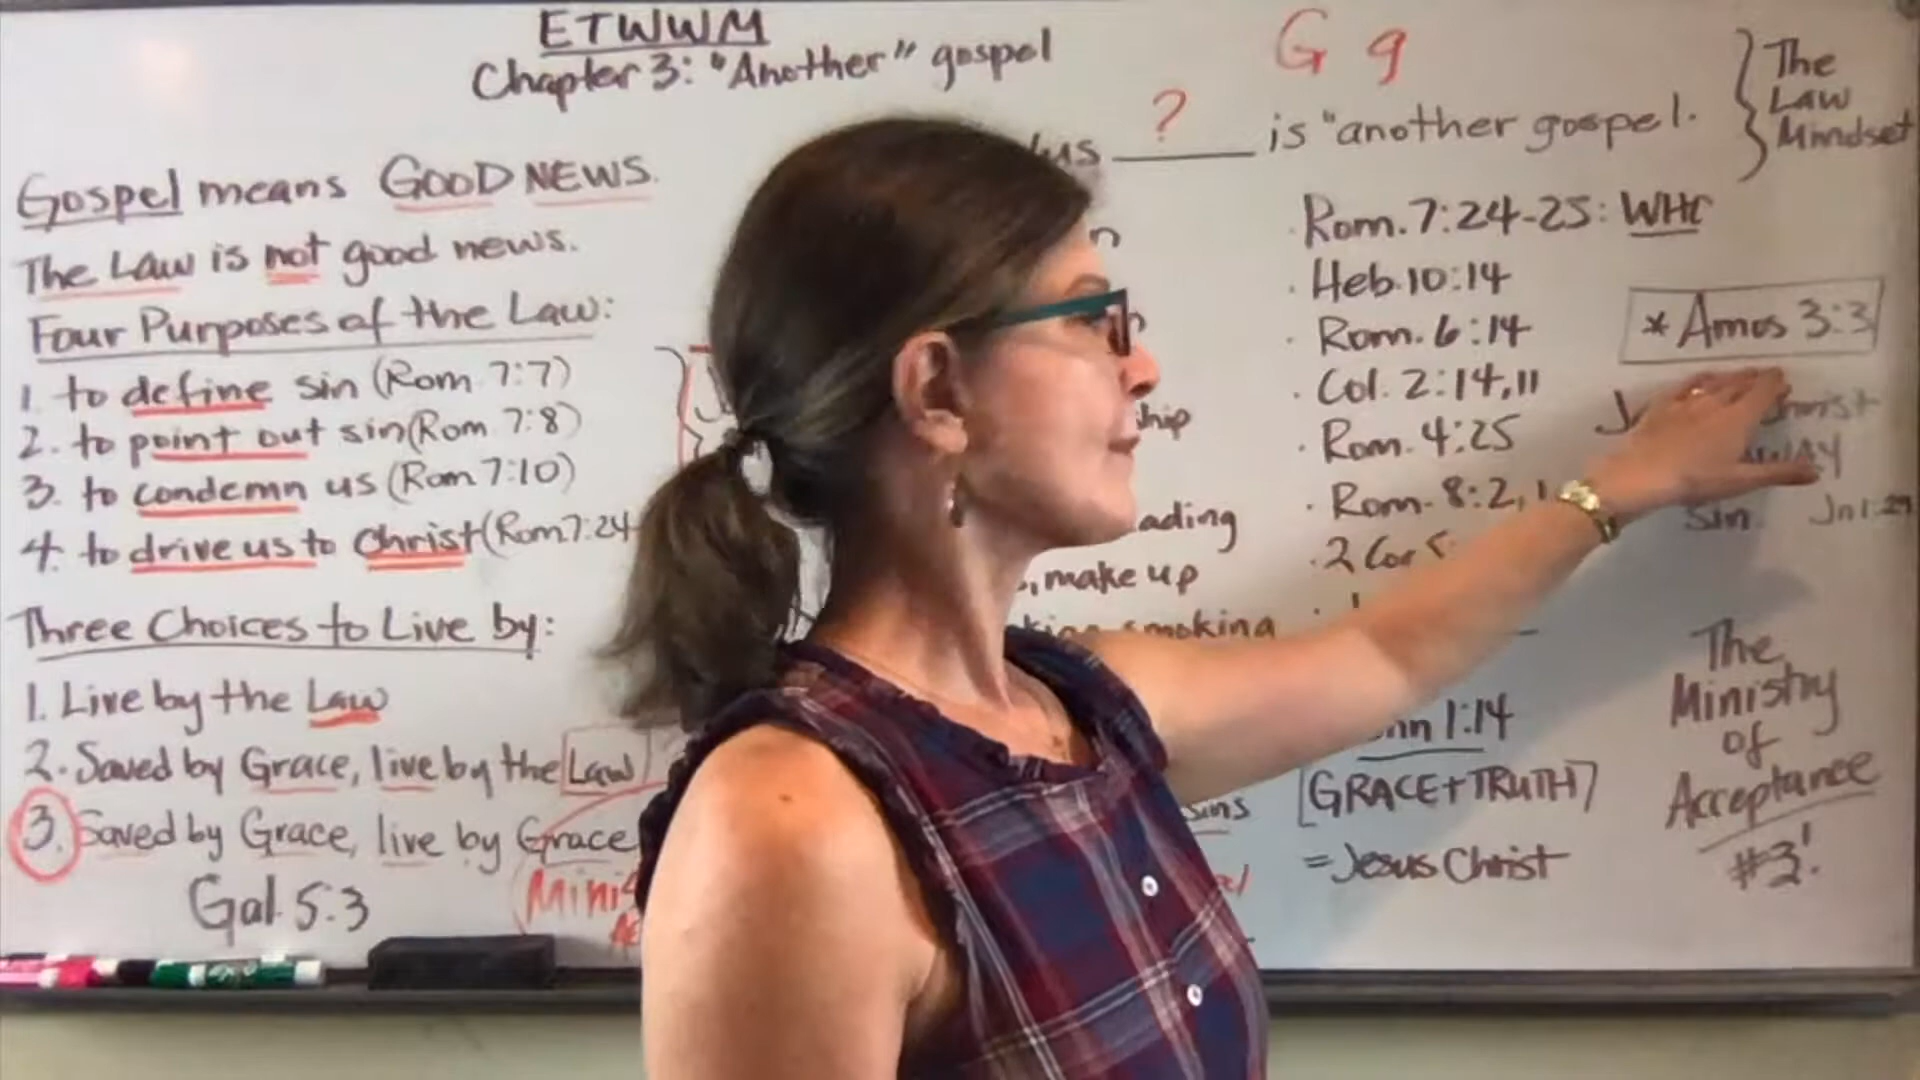 ETWWM
Chapter 3: "Another" gospel
G g
? is "another gospel.
The
Law
Mindset
Gospel means GOOD NEWS.
The Law is not good news.
Four Purposes of the Law:
1. to define sin (Rom 7:7)
2. to point out sin (Rom 7:8)
3. to condemn us (Rom 7:10)
4. to drive us to Christ (Rom 7:24
Three Choices to Live by:
1. Live by the Law
2. Saved by Grace, live by the Law
3. Saved by Grace, live by Grace
Gal. 5:3
make up
smoking
sins
Rom. 7:24-25: WHC
Heb. 10:14
Rom. 6:14
Col. 2:14,11
Rom. 4:25
Rom. 8:2,
2 Cor
1:14
[GRACE + TRUTH]
= Jesus Christ
* Amos 3:3
sin Jn 1:29
The
Ministry
of
Acceptance
#3!